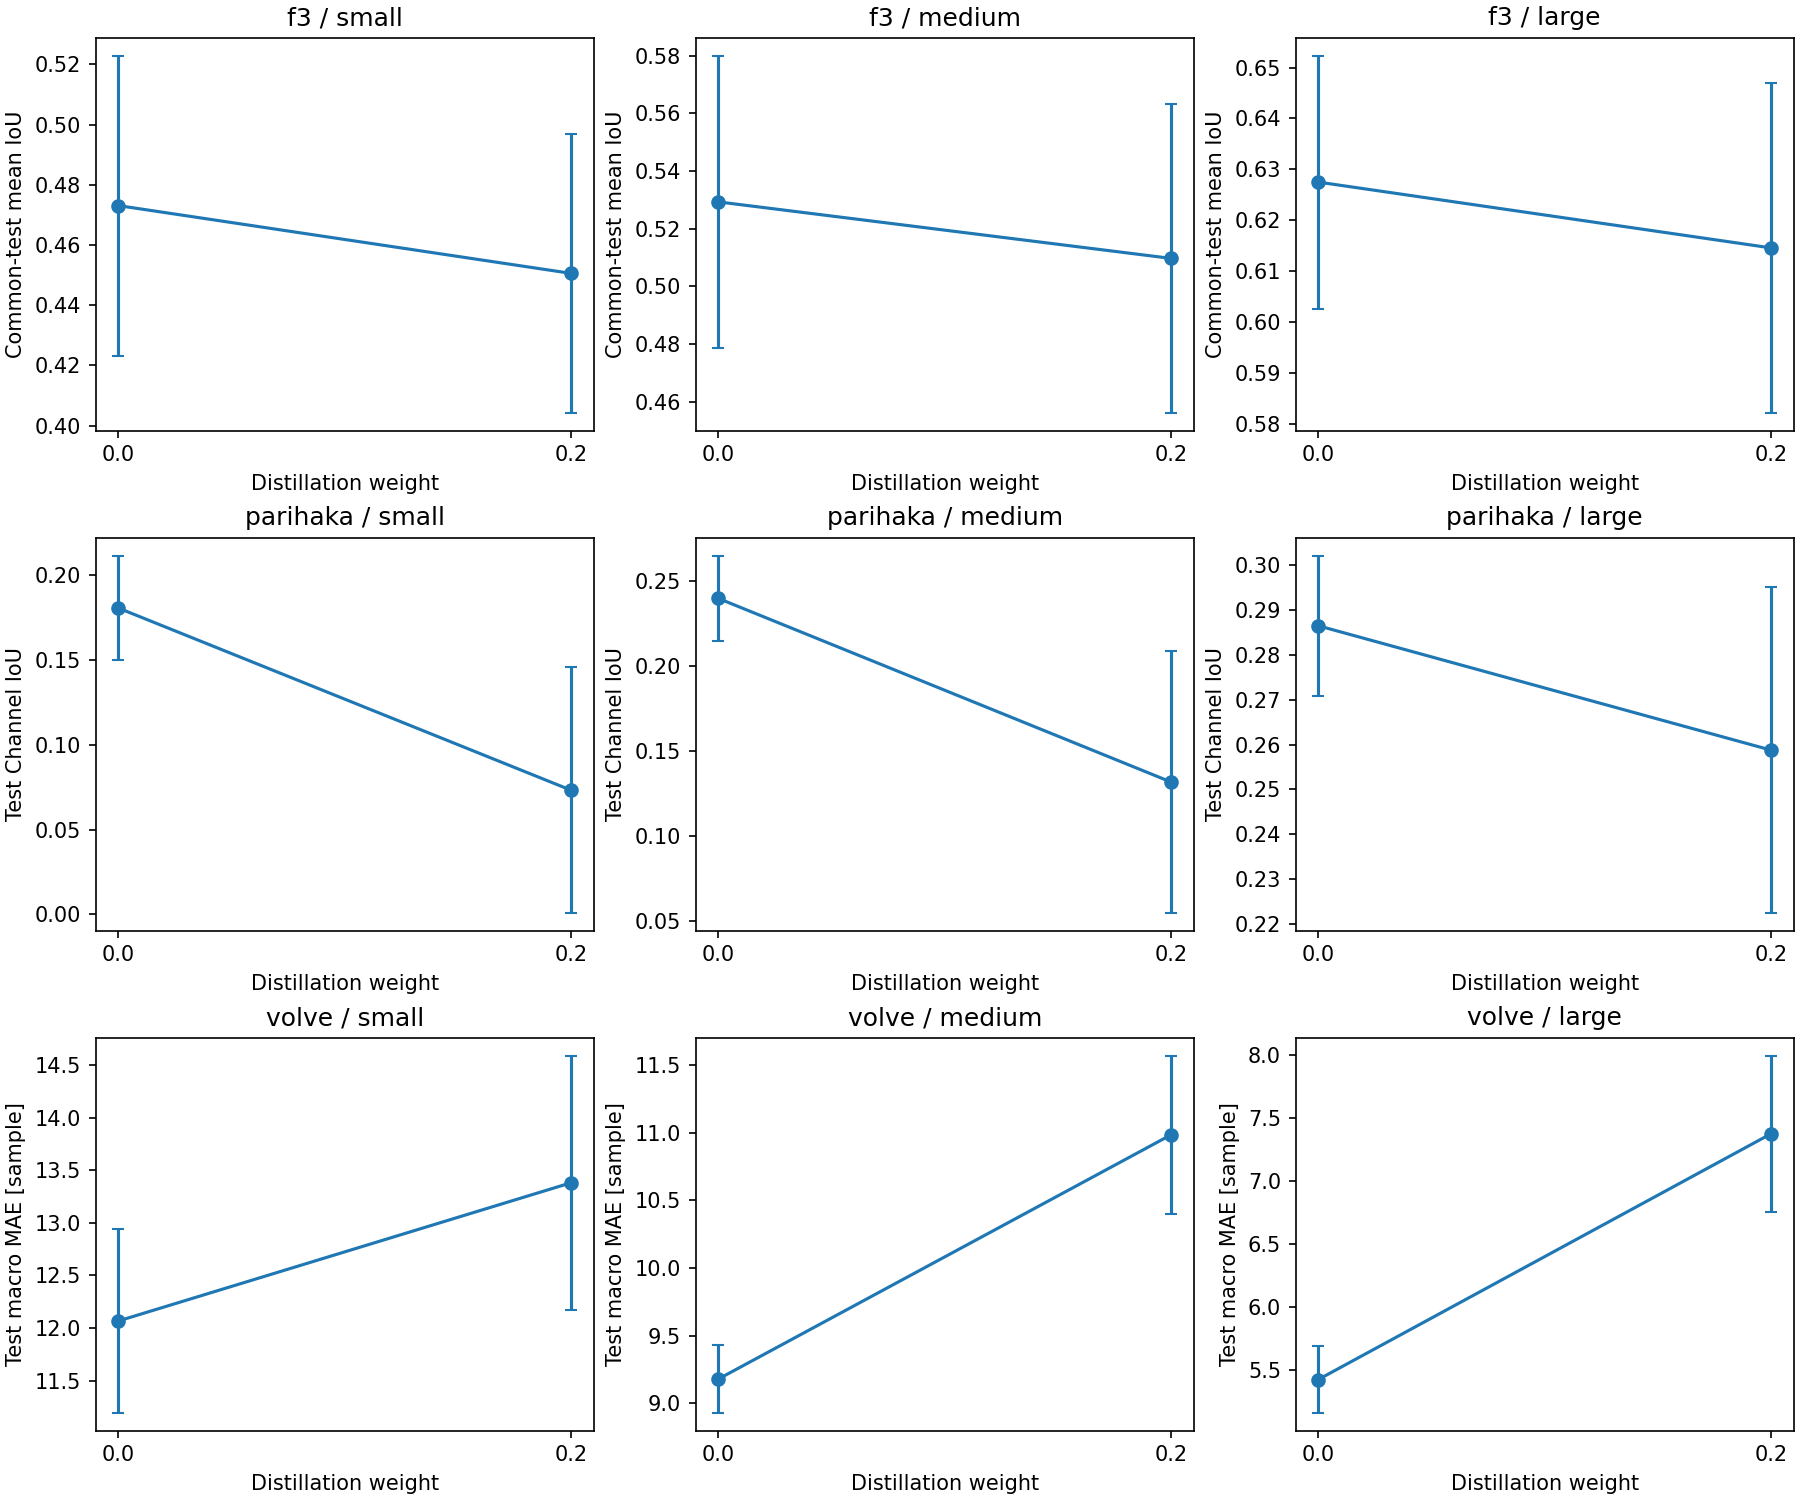 f3 / small
f3 / medium
f3 / large
Common-test mean IoU
0.52
0.50
0.48
0.46
0.44
0.42
0.40
0.0
0.2
Distillation weight
Common-test mean IoU
0.58
0.56
0.54
0.52
0.50
0.48
0.46
0.0
0.2
Distillation weight
Common-test mean IoU
0.65
0.64
0.63
0.62
0.61
0.60
0.59
0.58
0.0
0.2
Distillation weight
parihaka / small
parihaka / medium
parihaka / large
Test Channel IoU
0.20
0.15
0.10
0.05
0.00
0.0
0.2
Distillation weight
Test Channel IoU
0.25
0.20
0.15
0.10
0.05
0.0
0.2
Distillation weight
Test Channel IoU
0.30
0.29
0.28
0.27
0.26
0.25
0.24
0.23
0.22
0.0
0.2
Distillation weight
volve / small
volve / medium
volve / large
Test macro MAE [sample]
14.5
14.0
13.5
13.0
12.5
12.0
11.5
0.0
0.2
Distillation weight
Test macro MAE [sample]
11.5
11.0
10.5
10.0
9.5
9.0
0.0
0.2
Distillation weight
Test macro MAE [sample]
8.0
7.5
7.0
6.5
6.0
5.5
0.0
0.2
Distillation weight